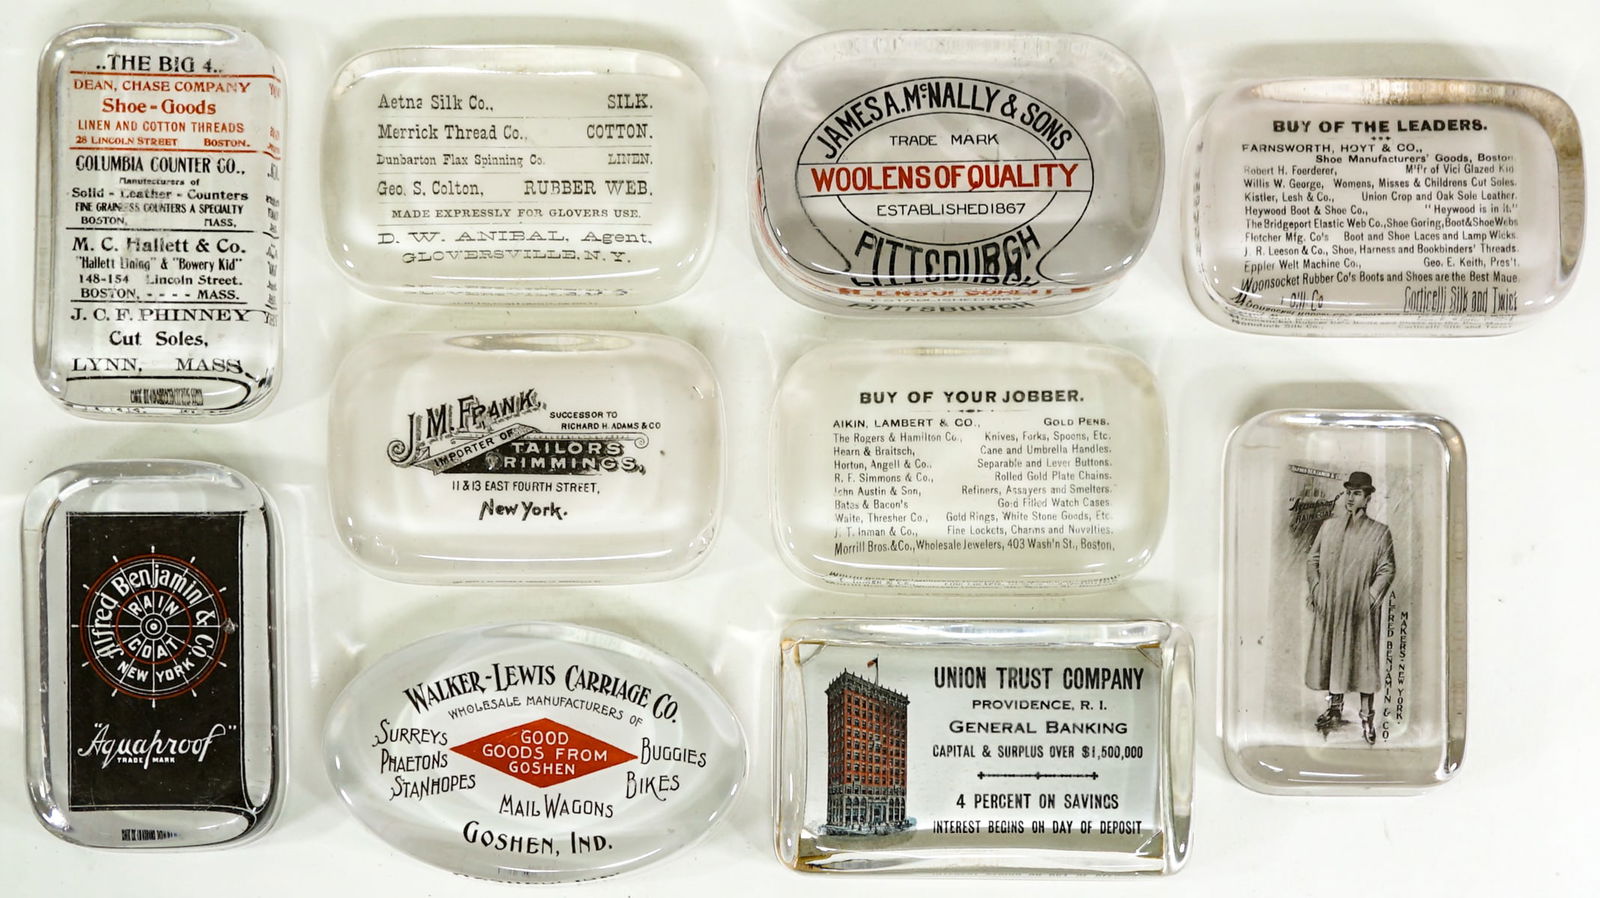 ..THE BIG 4..
DEAN, CHASE COMPANY
Shoe-Goods
LINEN AND COTTON THREADS
28 LINCOLN STREET BOSTON.
COLUMBIA COUNTER CO.,
Manufacturers of
Solid - Leather - Counters
FINE GRAINESS COUNTERS A SPECIALTY
BOSTON, MASS.
M. C. Hallett & Co.
"Hallett Lining" & "Bowery Kid"
148-154 Lincoln Street.
BOSTON, - - - - MASS.
J. C. F. PHINNEY
Cut Soles,
LYNN, MASS.
Aetna Silk Co., SILK.
Merrick Thread Co., COTTON.
Dunbarton Flax Spinning Co. LINEN.
Geo. S. Colton, RUBBER WEB.
MADE EXPRESSLY FOR GLOVERS USE.
D. W. ANIBAL, Agent,
GLOVERSVILLE, N. Y.
JAMES A. McNALLY & SONS
TRADE MARK
WOOLENS OF QUALITY
ESTABLISHED 1867
PITTSBURGH
BUY OF THE LEADERS.
FARNSWORTH, HOYT & CO.,
Shoe Manufacturers' Goods, Boston
Robert H. Foerderer, M'f'r of Vici Glazed Kid
Willis W. George, Womens, Misses & Childrens Cut Soles.
Kistler, Lesh & Co., Union Crop and Oak Sole Leather.
Heywood Boot & Shoe Co., "Heywood is in it."
The Bridgeport Elastic Web Co., Shoe Goring, Boot & Shoe Webs
Fletcher Mfg. Co's Boot and Shoe Laces and Lamp Wicks.
J. R. Leeson & Co., Shoe, Harness and Bookbinders' Threads.
Eppler Welt Machine Co., Geo. E. Keith, Pres't.
Woonsocket Rubber Co's Boots and Shoes are the Best Made
Corticelli Silk and Twist
J. M. FRANK,
SUCCESSOR TO
RICHARD H. ADAMS & CO
IMPORTER OF
TAILORS
TRIMMINGS,
11 & 13 EAST FOURTH STREET,
New York.
BUY OF YOUR JOBBER.
AIKIN, LAMBERT & CO., GOLD PENS.
The Rogers & Hamilton Co., Knives, Forks, Spoons, Etc.
Hearn & Braitsch, Cane and Umbrella Handles.
Horton, Angell & Co., Separable and Lever Buttons.
R. F. Simmons & Co., Rolled Gold Plate Chains.
John Austin & Son, Refiners, Assayers and Smelters.
Bates & Bacon's Gold Filled Watch Cases.
Waite, Thresher Co., Gold Rings, White Stone Goods, Etc.
J. T. Inman & Co., Fine Lockets, Charms and Novelties.
Morrill Bros. & Co., Wholesale Jewelers, 403 Wash'n St., Boston.
Alfred Benjamin & Co.
RAIN
COAT
NEW YORK
"Aquaproof"
TRADE MARK
WALKER-LEWIS CARRIAGE CO.
WHOLESALE MANUFACTURERS OF
SURREYS
PHAETONS
STANHOPES
GOOD
GOODS FROM
GOSHEN
BUGGIES
BIKES
MAIL WAGONS
GOSHEN, IND.
UNION TRUST COMPANY
PROVIDENCE, R. I.
GENERAL BANKING
CAPITAL & SURPLUS OVER $1,500,000
4 PERCENT ON SAVINGS
INTEREST BEGINS ON DAY OF DEPOSIT
"Aquaproof"
RAINCOAT
ALFRED BENJAMIN & CO.
MAKERS - NEW YORK.